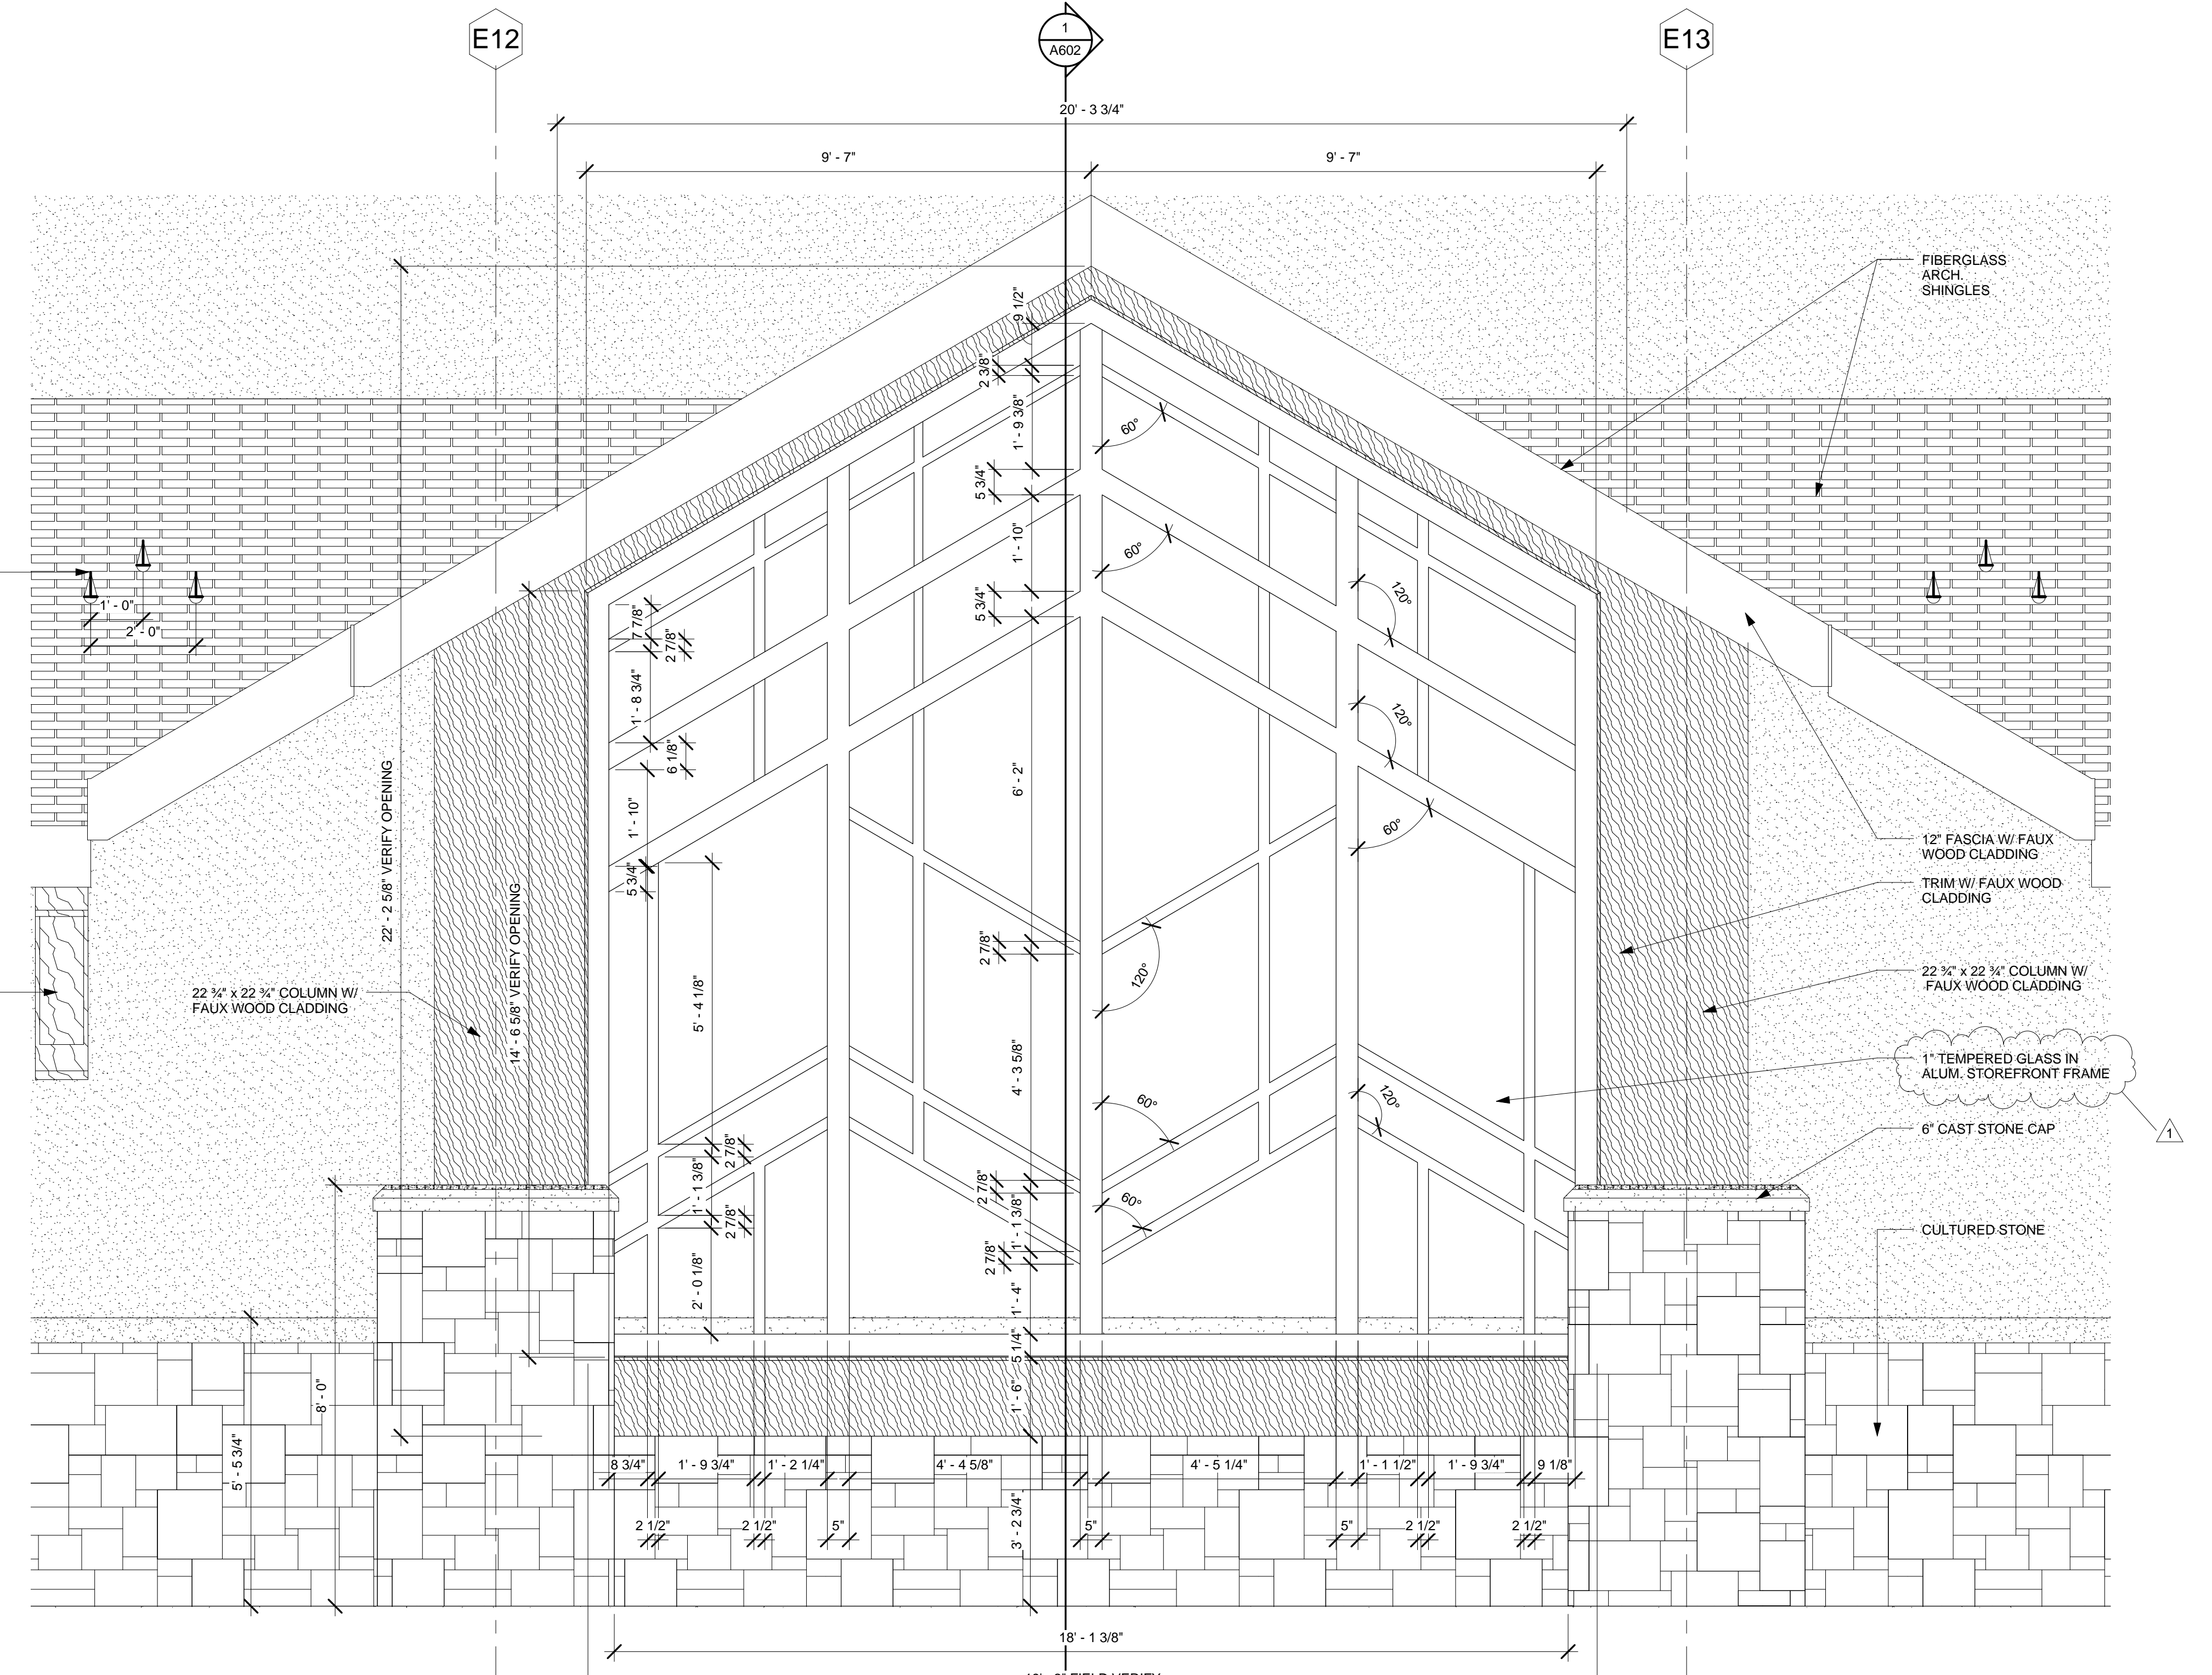 E12
1
A602
E13
20' - 3 3/4"
9' - 7"
9' - 7"
FIBERGLASS
ARCH.
SHINGLES
9 1/2"
2 3/8"
1' - 9 3/8"
60°
5 3/4"
1' - 10"
60°
5 3/4"
120°
1' - 0"
2' - 0"
7 7/8"
2 7/8"
1' - 8 3/4"
120°
6 1/8"
6' - 2"
1' - 10"
60°
5 3/4"
22' - 2 5/8" VERIFY OPENING
14' - 6 5/8" VERIFY OPENING
12" FASCIA W/ FAUX
WOOD CLADDING
TRIM W/ FAUX WOOD
CLADDING
2 7/8"
120°
22 ¾" x 22 ¾" COLUMN W/
FAUX WOOD CLADDING
22 ¾" x 22 ¾" COLUMN W/
FAUX WOOD CLADDING
5' - 4 1/8"
4' - 3 5/8"
1" TEMPERED GLASS IN
ALUM. STOREFRONT FRAME
1
60°
120°
6" CAST STONE CAP
2 7/8"
1' - 1 3/8"
2 7/8"
2 7/8"
1' - 1 3/8"
60°
2 7/8"
CULTURED STONE
2' - 0 1/8"
1' - 4"
5 1/4"
1' - 6"
8' - 0"
5' - 5 3/4"
8 3/4"
1' - 9 3/4"
1' - 2 1/4"
4' - 4 5/8"
4' - 5 1/4"
1' - 1 1/2"
1' - 9 3/4"
9 1/8"
2 1/2"
2 1/2"
5"
3' - 2 3/4"
5"
5"
2 1/2"
2 1/2"
18' - 1 3/8"
FIELD VERIFY